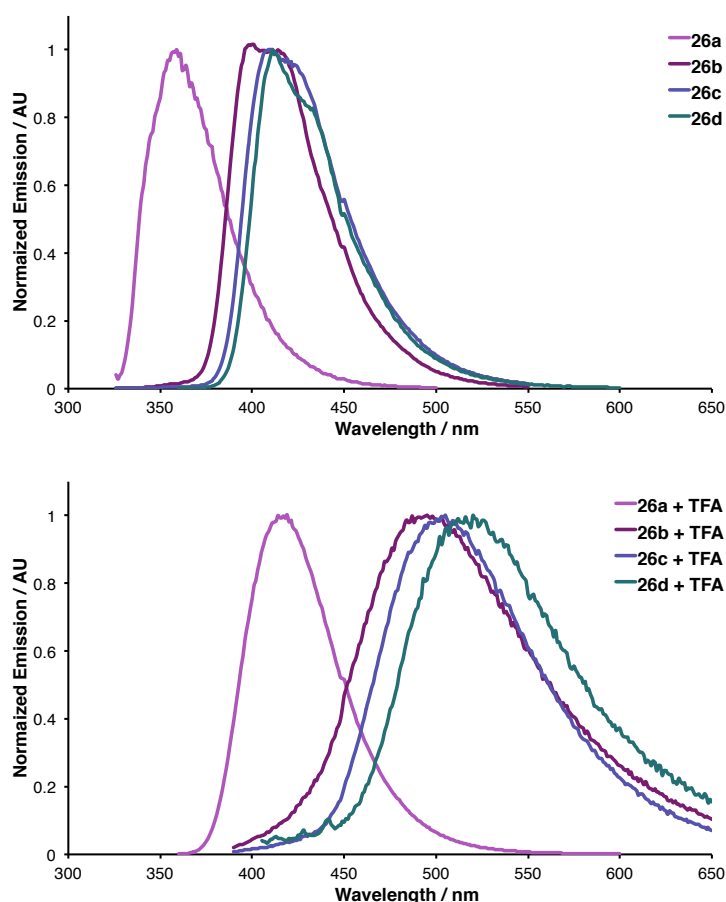 Normaized Emission / AU
1
0.8
0.6
0.4
0.2
0
300 350 400 450 500 550 600 650
Wavelength / nm
26a
26b
26c
26d
Normaized Emission / AU
1
0.8
0.6
0.4
0.2
0
300 350 400 450 500 550 600 650
Wavelength / nm
26a + TFA
26b + TFA
26c + TFA
26d + TFA